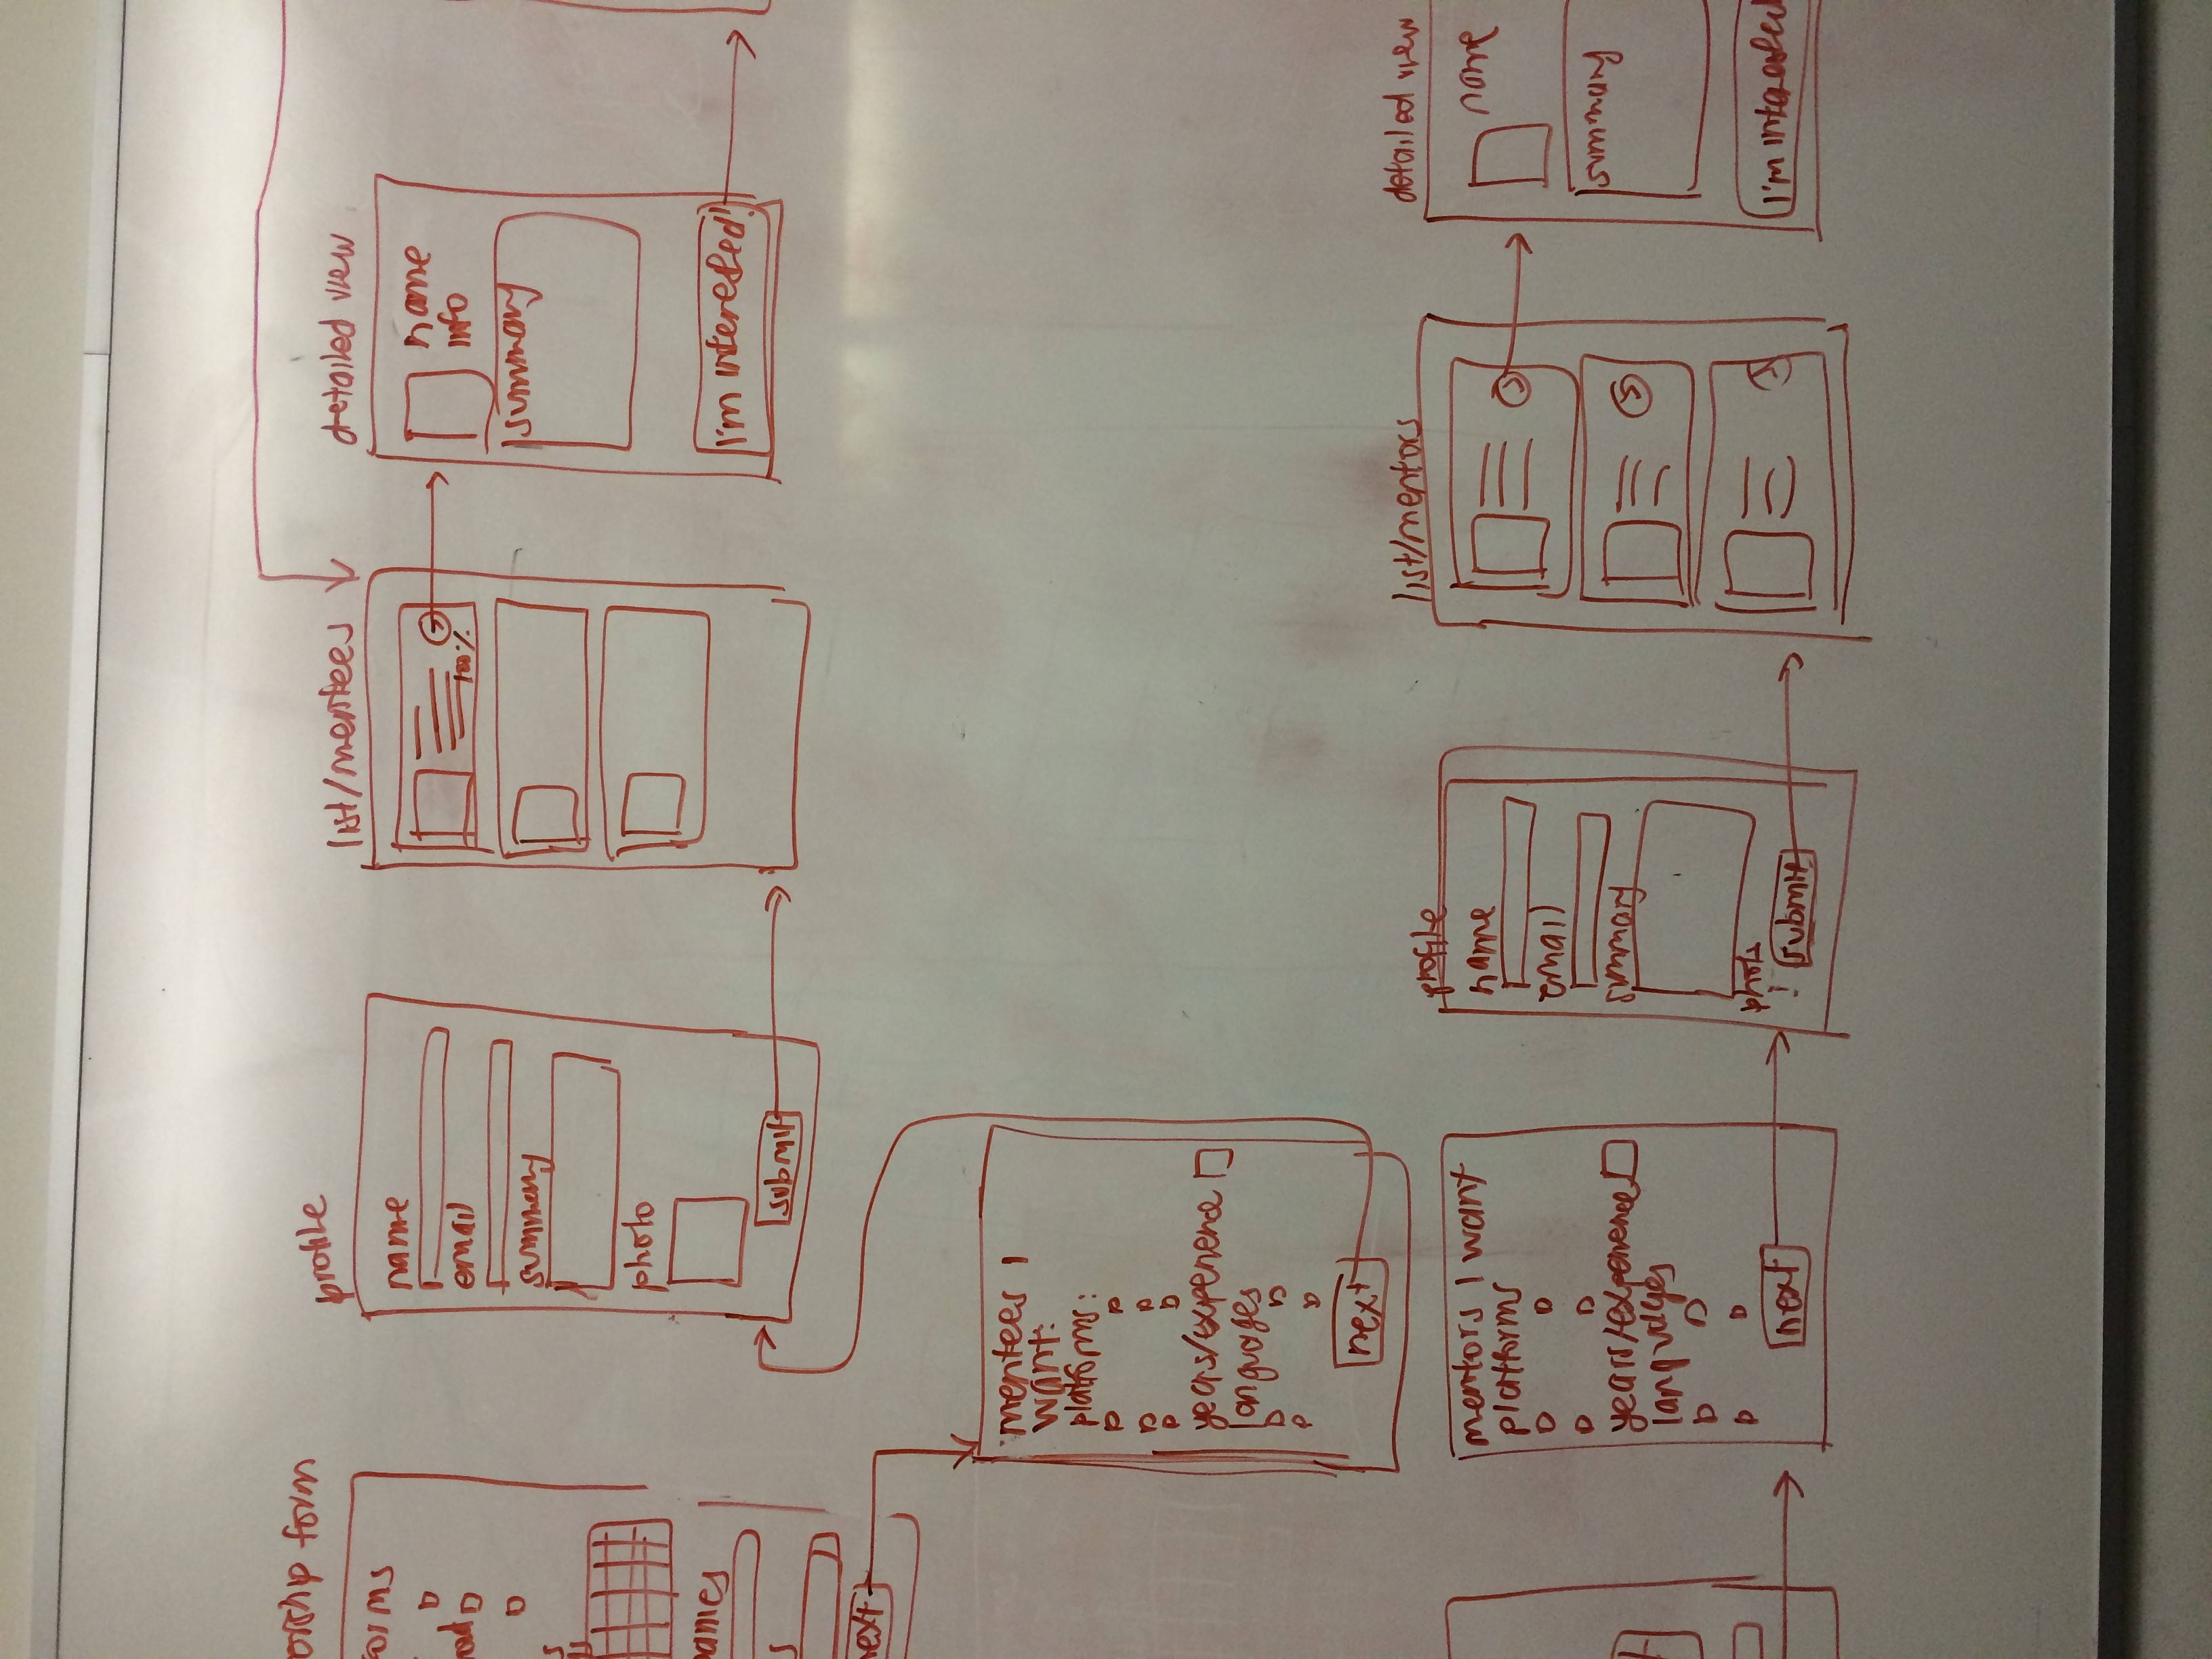 orship form
orms
road
panies
s
next
profile
name
email
summary
photo
submit
list/mentees
100%
detailed view
name
info
summary
I'm interested!
mentees I
want:
platforms:
years/experience
languages
next
mentors I want
platforms
years/experience
languages
next
profile
name
email
summary
photo
submit
list/mentors
detailed view
name
summary
I'm interested